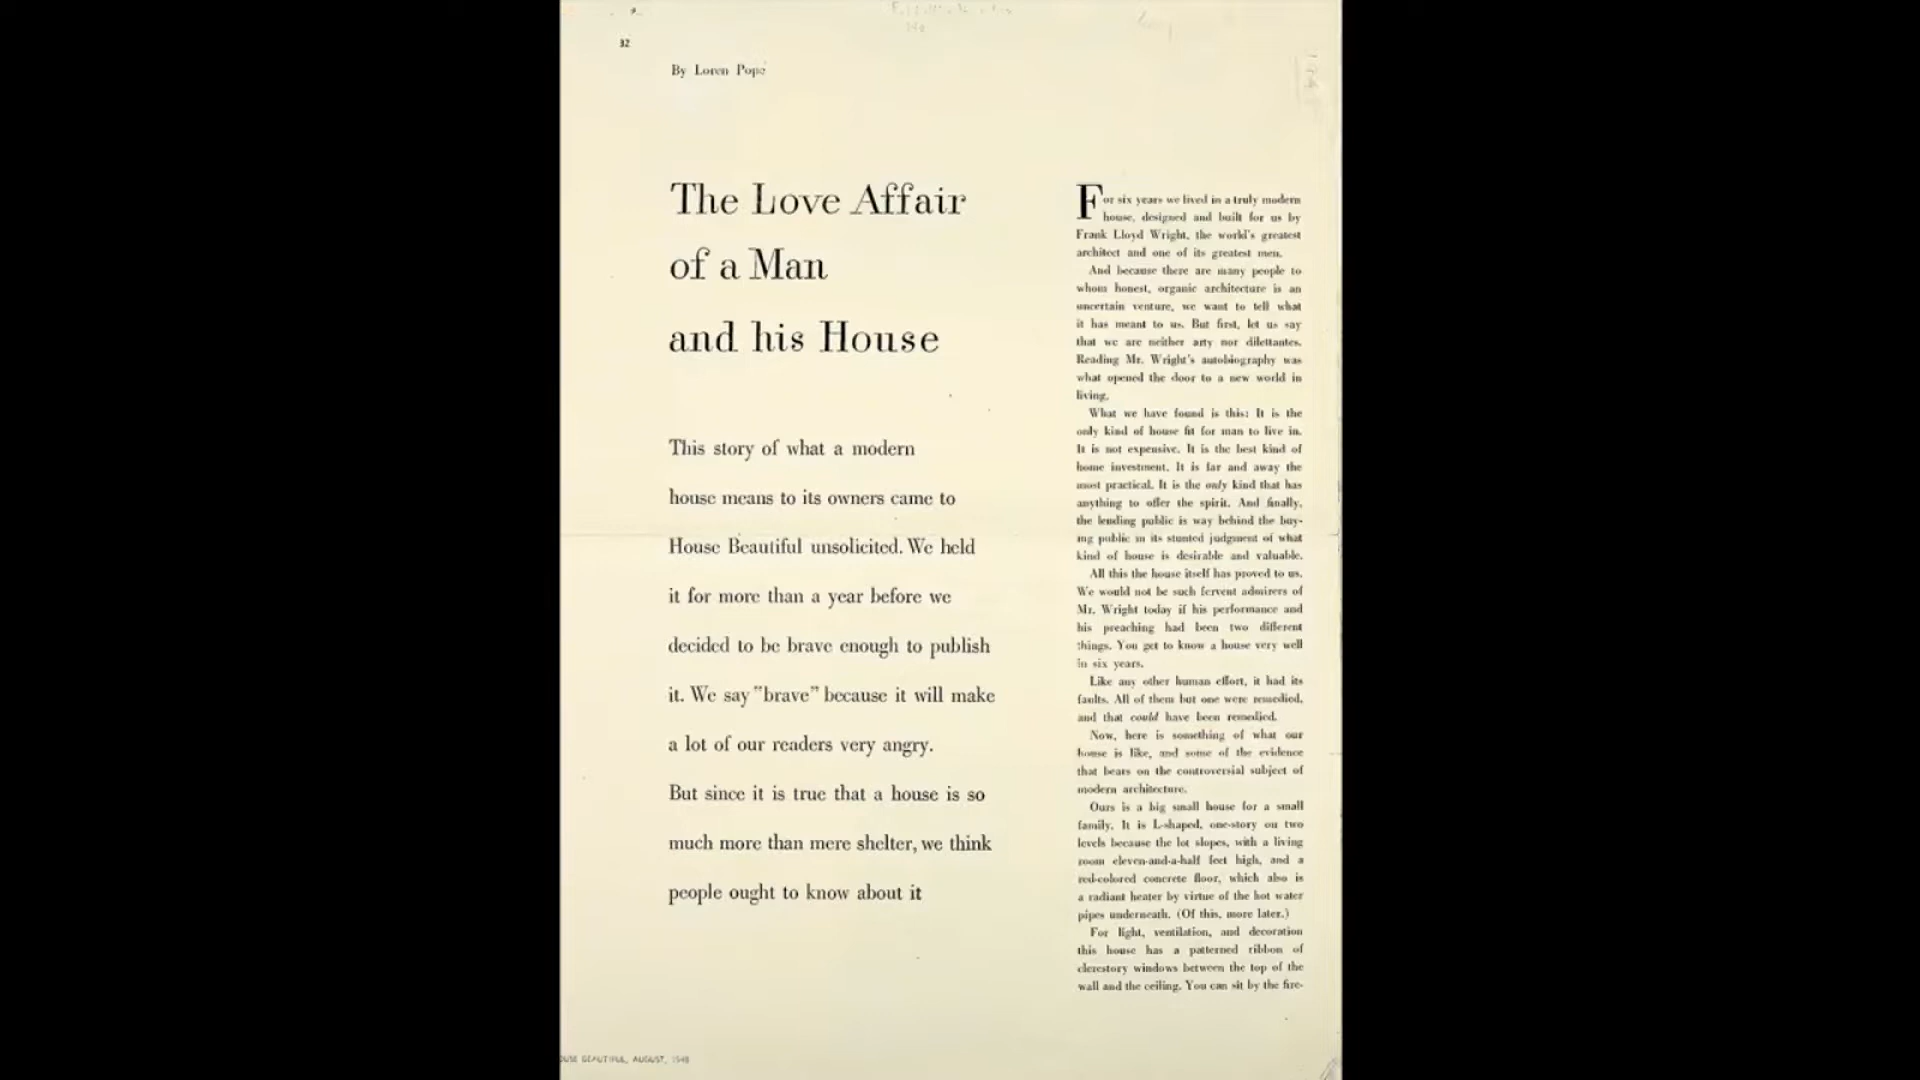 32
By Loren Pope
The Love Affair
of a Man
and his House
This story of what a modern
house means to its owners came to
House Beautiful unsolicited. We held
it for more than a year before we
decided to be brave enough to publish
it. We say "brave" because it will make
a lot of our readers very angry.
But since it is true that a house is so
much more than mere shelter, we think
people ought to know about it
For six years we lived in a truly modern
house, designed and built for us by
Frank Lloyd Wright, the world's greatest
architect and one of its greatest men.
And because there are many people to
whom honest, organic architecture is an
uncertain venture, we want to tell what
it has meant to us. But first, let us say
that we are neither arty nor dilettantes.
Reading Mr. Wright's autobiography was
what opened the door to a new world in
living.
What we have found is this: It is the
only kind of house fit for man to live in.
It is not expensive. It is the best kind of
home investment. It is far and away the
most practical. It is the only kind that has
anything to offer the spirit. And finally,
the lending public is way behind the buy-
ing public in its stunted judgment of what
kind of house is desirable and valuable.
All this the house itself has proved to us.
We would not be such fervent admirers of
Mr. Wright today if his performance and
his preaching had been two different
things. You get to know a house very well
in six years.
Like any other human effort, it had its
faults. All of them but one were remedied,
and that could have been remedied.
Now, here is something of what our
house is like, and some of the evidence
that bears on the controversial subject of
modern architecture.
Ours is a big small house for a small
family. It is L-shaped, one-story on two
levels because the lot slopes, with a living
room eleven-and-a-half feet high, and a
red-colored concrete floor, which also is
a radiant heater by virtue of the hot water
pipes underneath. (Of this, more later.)
For light, ventilation, and decoration
this house has a patterned ribbon of
clerestory windows between the top of the
wall and the ceiling. You can sit by the fire-
OUSE BEAUTIFUL, AUGUST, 1948